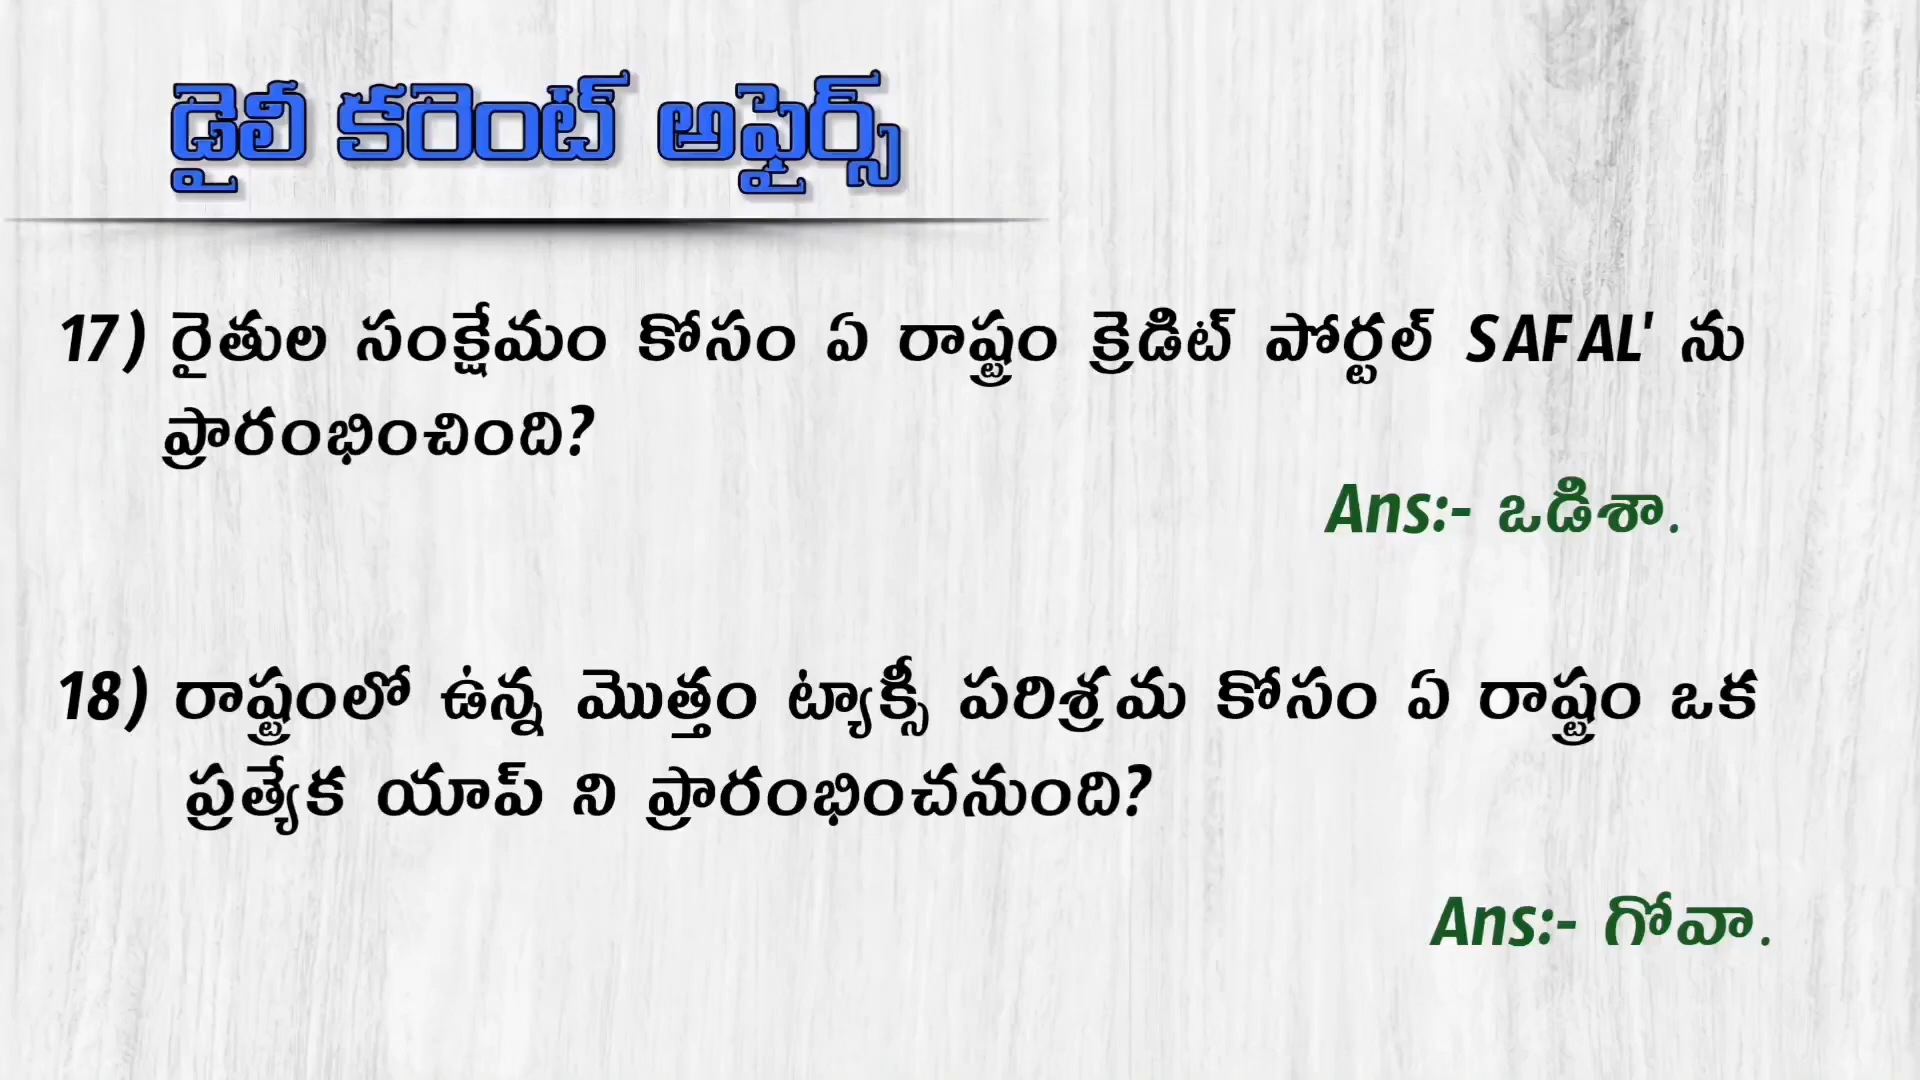 డైలీ కరెంట్ అఫైర్స్
17) రైతుల సంక్షేమం కోసం ఏ రాష్ట్రం క్రెడిట్ పోర్టల్ SAFAL' ను
ప్రారంభించింది?
Ans:- ఒడిశా.
18) రాష్ట్రంలో ఉన్న మొత్తం ట్యాక్సీ పరిశ్రమ కోసం ఏ రాష్ట్రం ఒక
ప్రత్యేక యాప్ ని ప్రారంభించనుంది?
Ans:- గోవా.